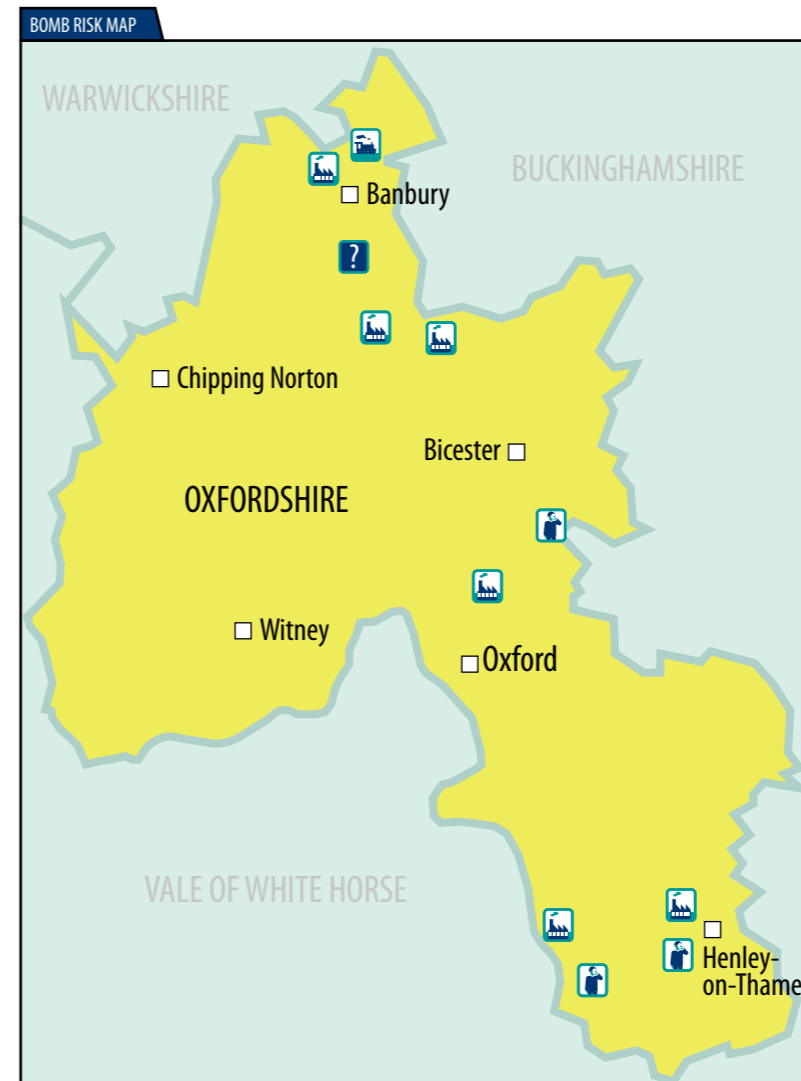 BOMB RISK MAP
WARWICKSHIRE
BUCKINGHAMSHIRE
Banbury
?
Chipping Norton
Bicester
OXFORDSHIRE
Witney
Oxford
VALE OF WHITE HORSE
Henley-
on-Thame